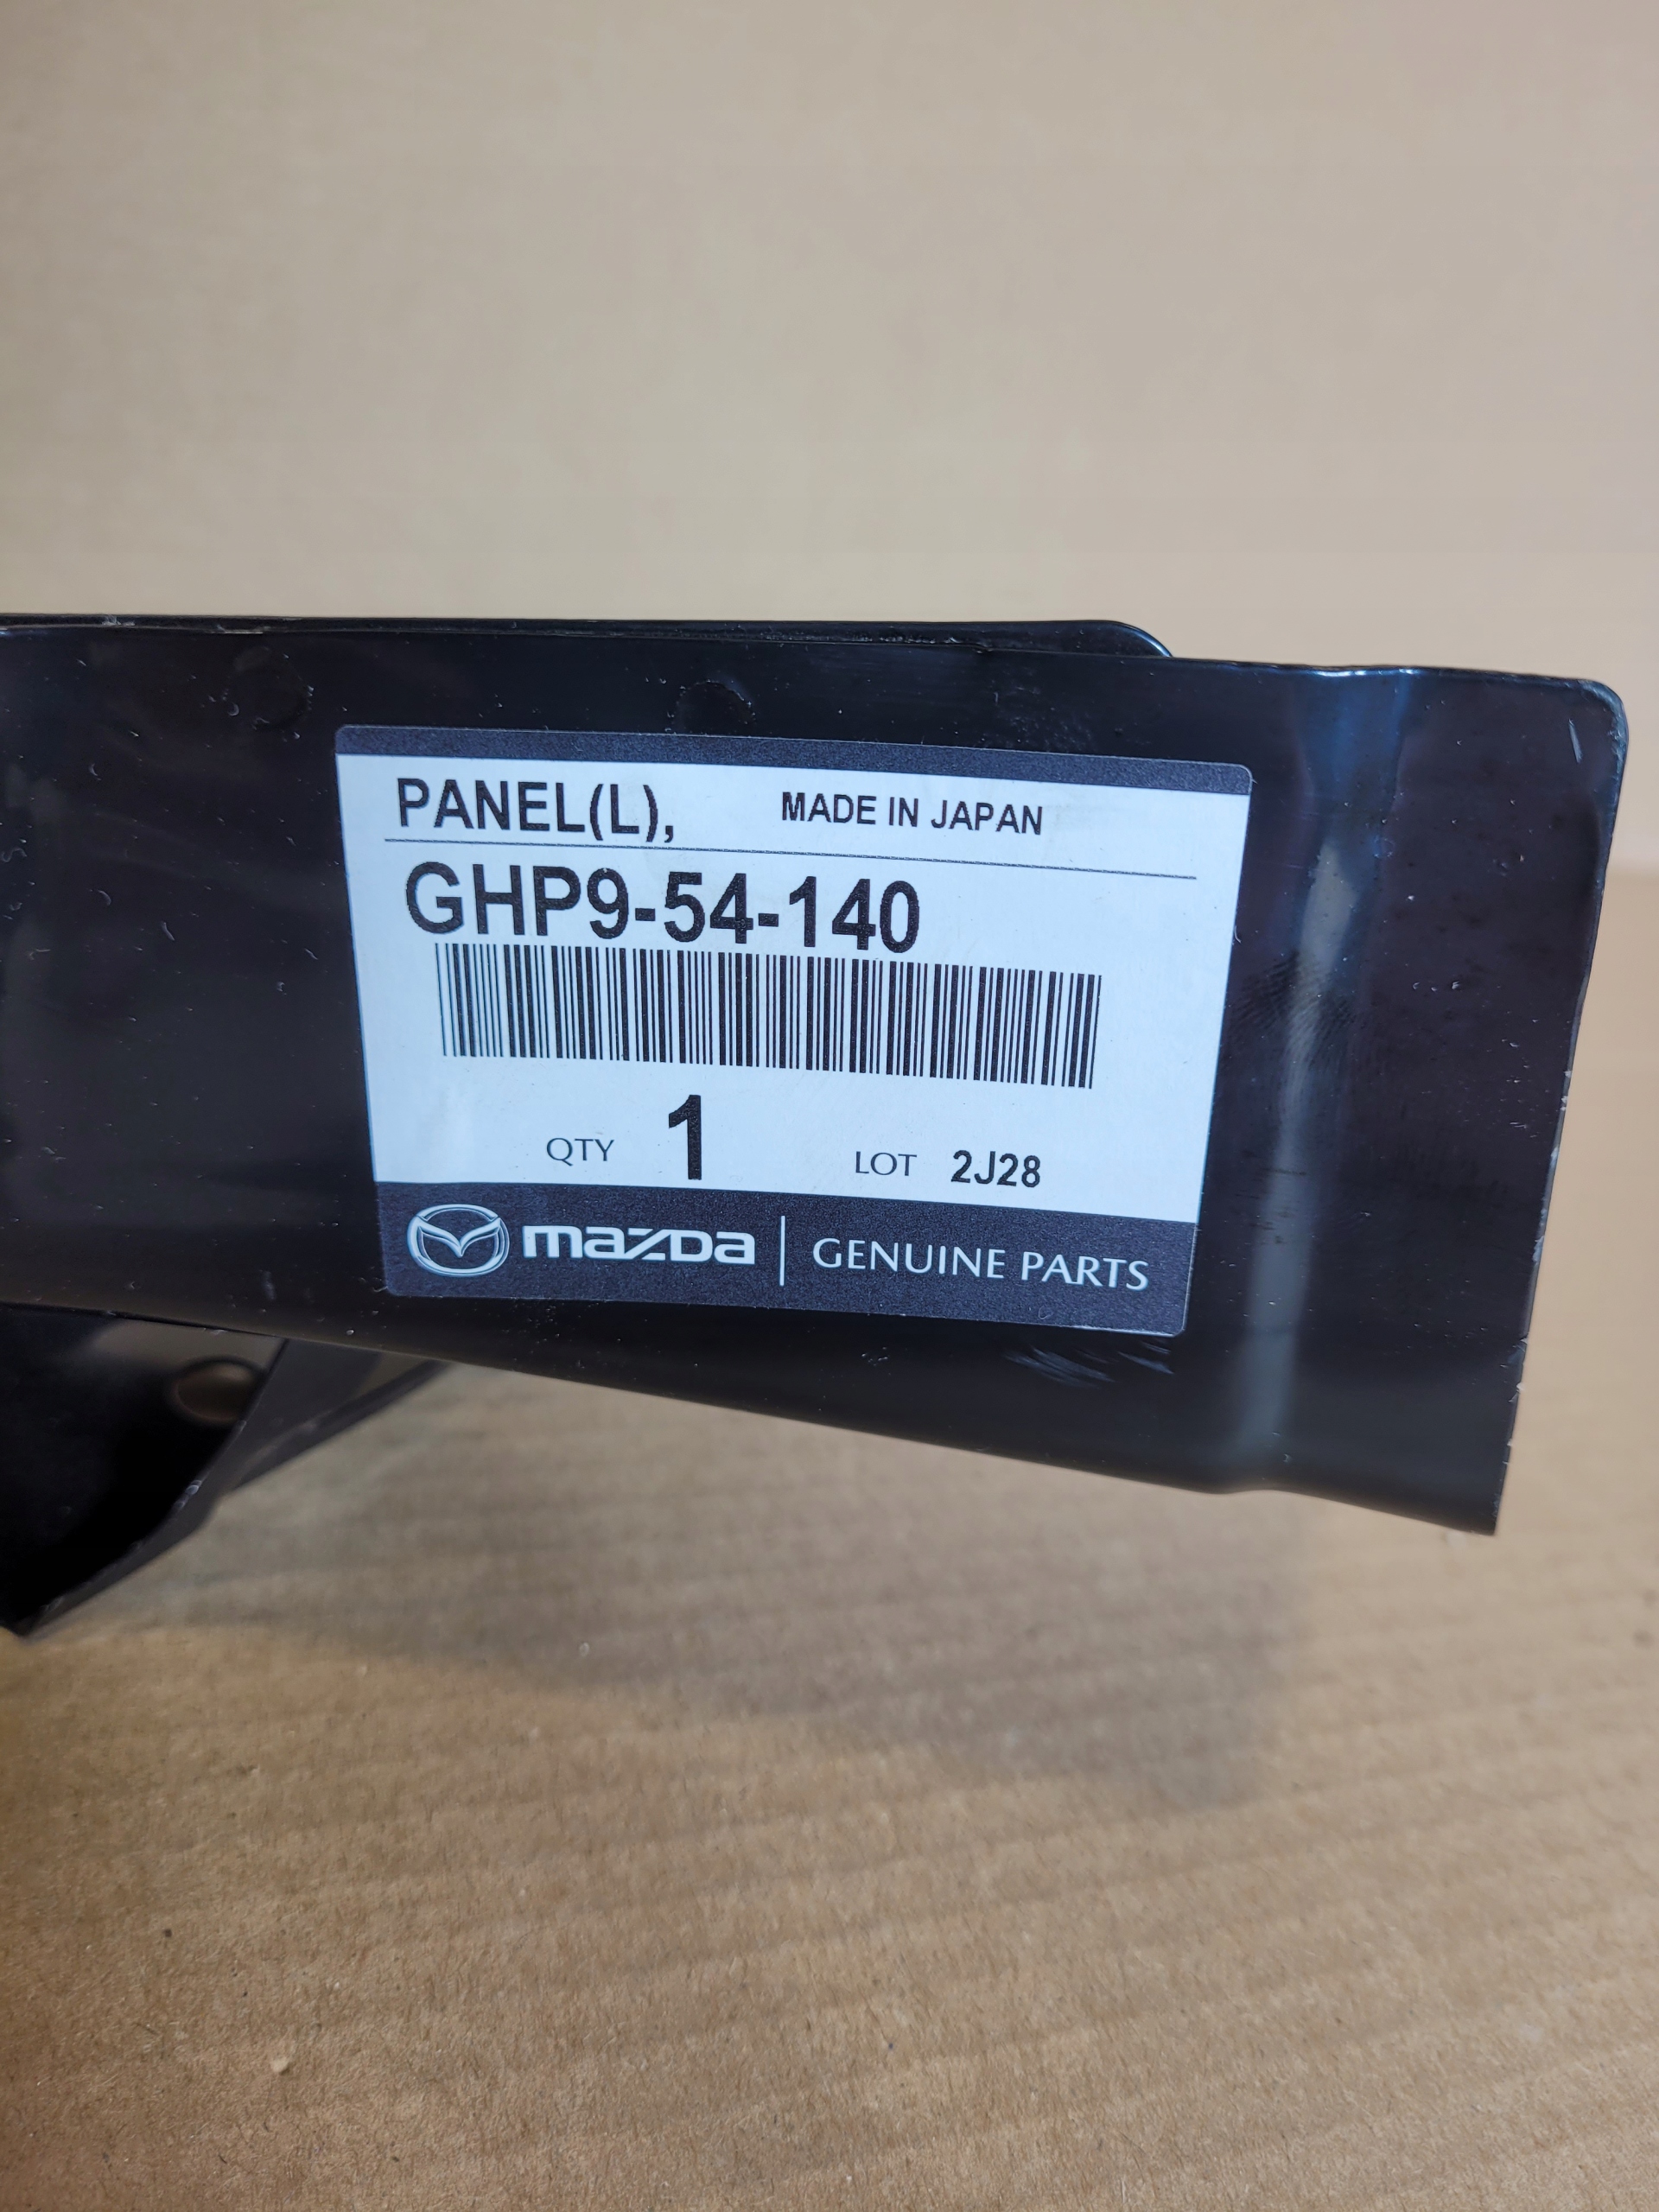 PANEL(L), MADE IN JAPAN
GHP9-54-140
QTY 1 LOT 2J28
mazda | GENUINE PARTS